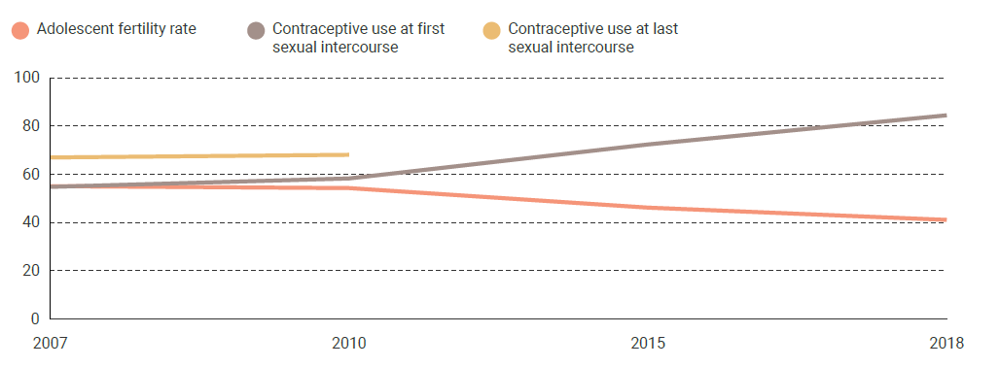 Adolescent fertility rate
Contraceptive use at first
sexual intercourse
Contraceptive use at last
sexual intercourse
100
80
60
40
20
0
2007 2010 2015 2018